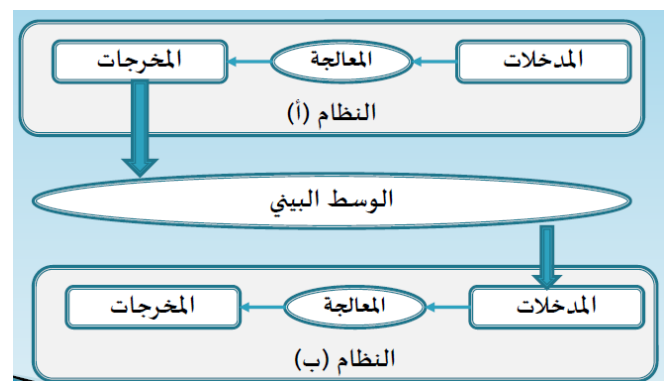 المدخلات المعالجة المخرجات
النظام (أ)
الوسط البيني
المدخلات المعالجة المخرجات
النظام (ب)